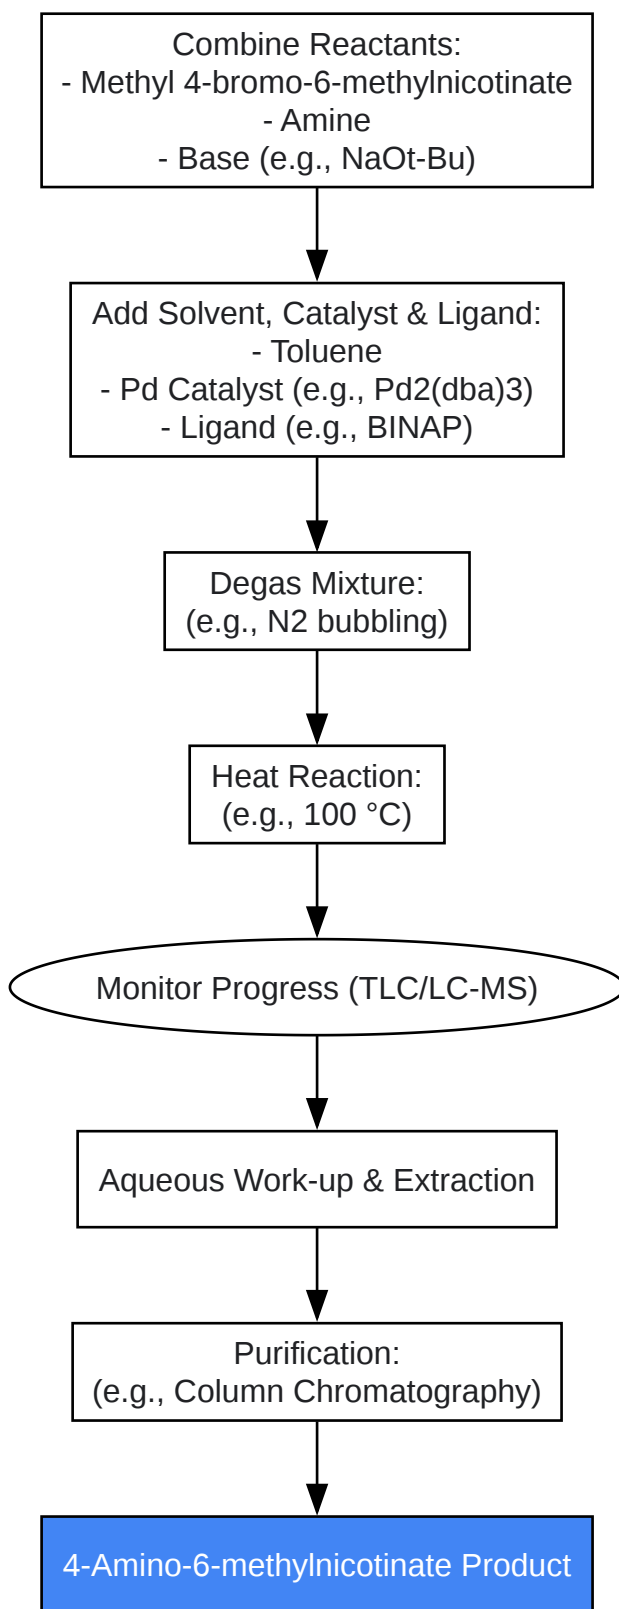 Combine Reactants:
- Methyl 4-bromo-6-methylnicotinate
- Amine
- Base (e.g., NaOt-Bu)
Add Solvent, Catalyst & Ligand:
- Toluene
- Pd Catalyst (e.g., Pd2(dba)3)
- Ligand (e.g., BINAP)
Degas Mixture:
(e.g., N2 bubbling)
Heat Reaction:
(e.g., 100 °C)
Monitor Progress (TLC/LC-MS)
Aqueous Work-up & Extraction
Purification:
(e.g., Column Chromatography)
4-Amino-6-methylnicotinate Product